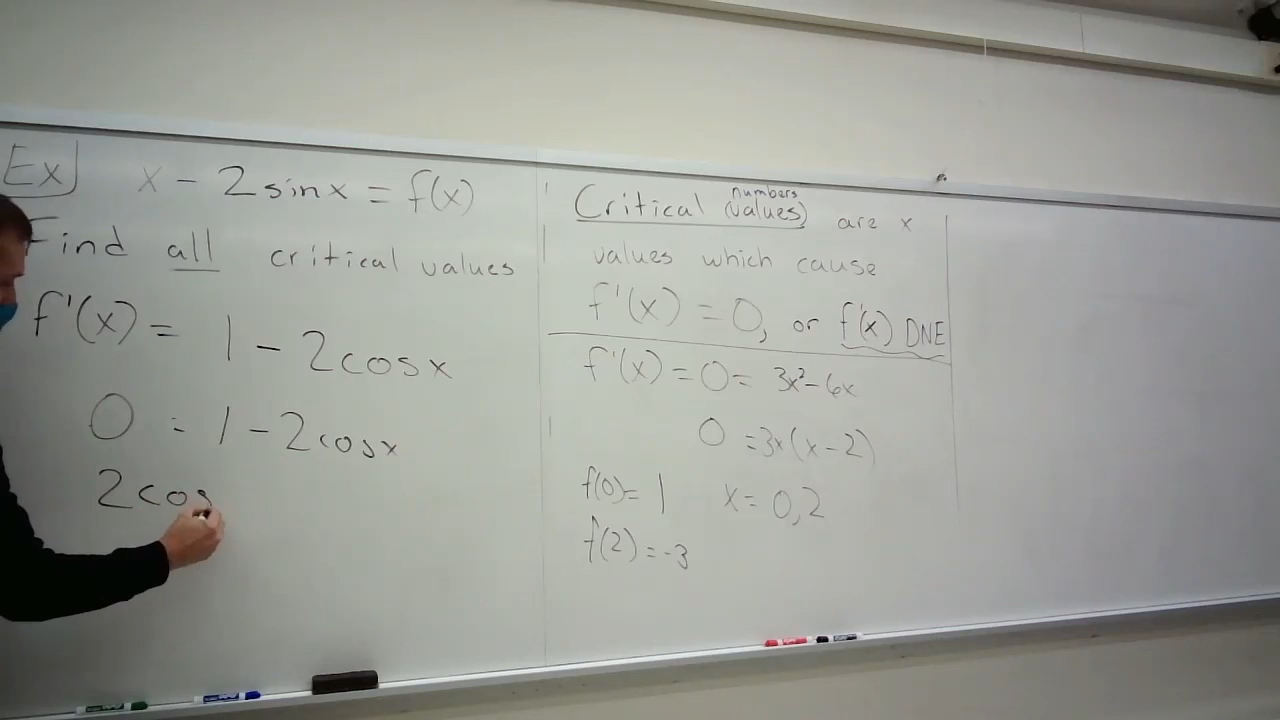 Ex x - 2sinx = f(x)
Find all critical values
f'(x) = 1 - 2cosx
0 = 1 - 2cosx
2cos
Critical numbers (values) are x
values which cause
f'(x) = 0, or f'(x) DNE
f'(x) = 0 = 3x²-6x
0 = 3x(x-2)
f(0) = 1 x = 0,2
f(2) = -3